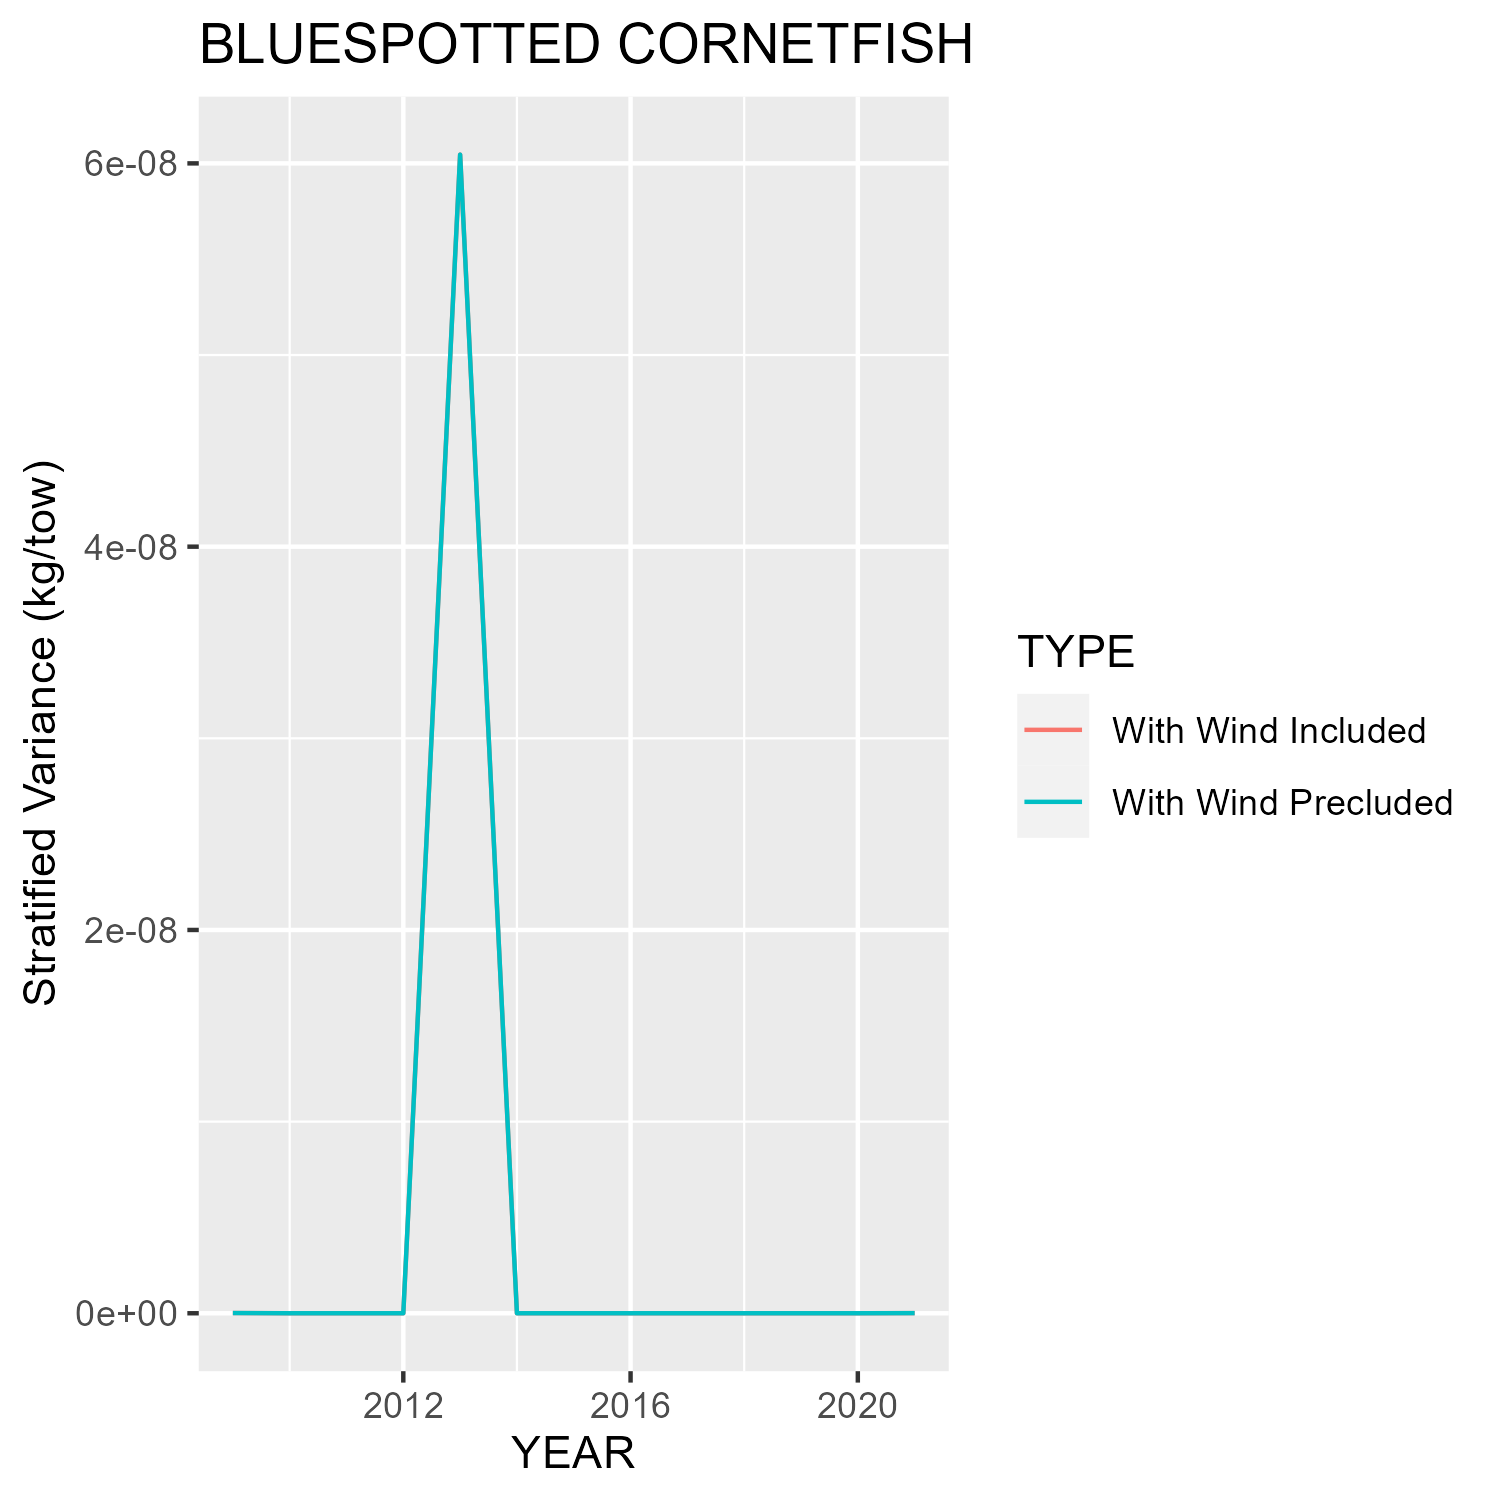 BLUESPOTTED CORNETFISH
6e-08
4e-08
2e-08
0e+00
Stratified Variance (kg/tow)
2012
2016
2020
YEAR
TYPE
With Wind Included
With Wind Precluded